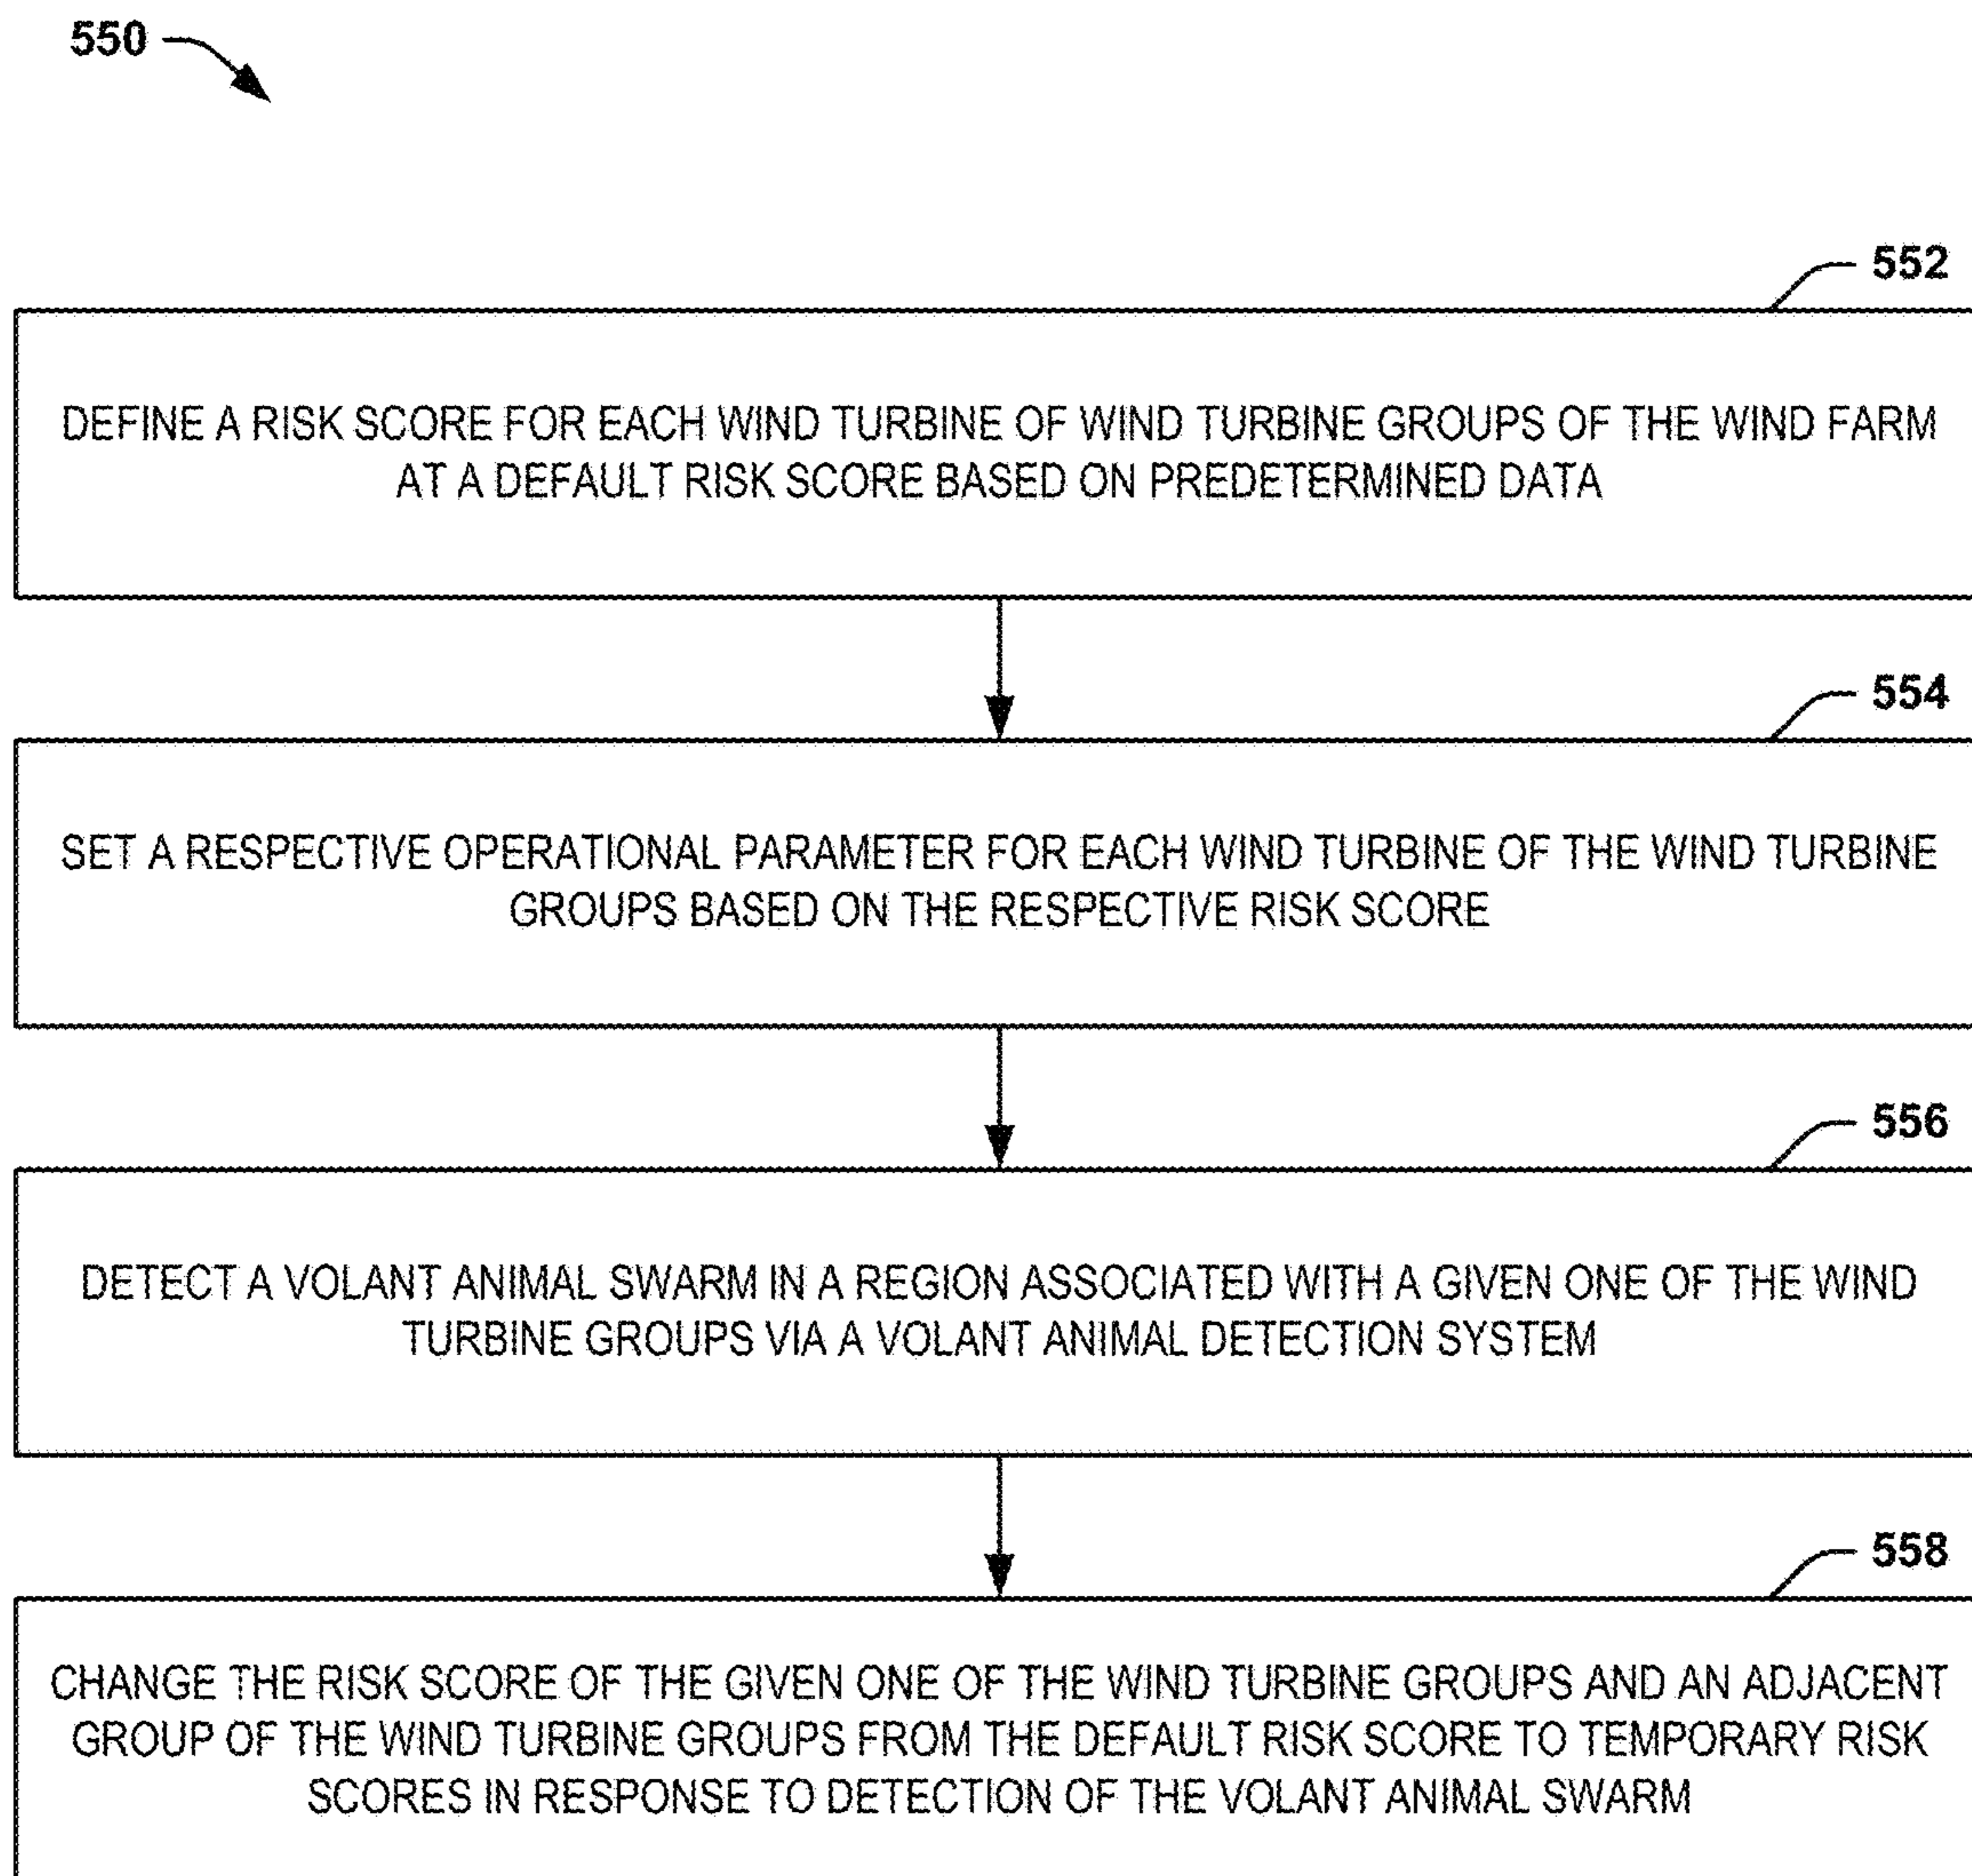 550
552
DEFINE A RISK SCORE FOR EACH WIND TURBINE OF WIND TURBINE GROUPS OF THE WIND FARM
AT A DEFAULT RISK SCORE BASED ON PREDETERMINED DATA
554
SET A RESPECTIVE OPERATIONAL PARAMETER FOR EACH WIND TURBINE OF THE WIND TURBINE
GROUPS BASED ON THE RESPECTIVE RISK SCORE
556
DETECT A VOLANT ANIMAL SWARM IN A REGION ASSOCIATED WITH A GIVEN ONE OF THE WIND
TURBINE GROUPS VIA A VOLANT ANIMAL DETECTION SYSTEM
558
CHANGE THE RISK SCORE OF THE GIVEN ONE OF THE WIND TURBINE GROUPS AND AN ADJACENT
GROUP OF THE WIND TURBINE GROUPS FROM THE DEFAULT RISK SCORE TO TEMPORARY RISK
SCORES IN RESPONSE TO DETECTION OF THE VOLANT ANIMAL SWARM